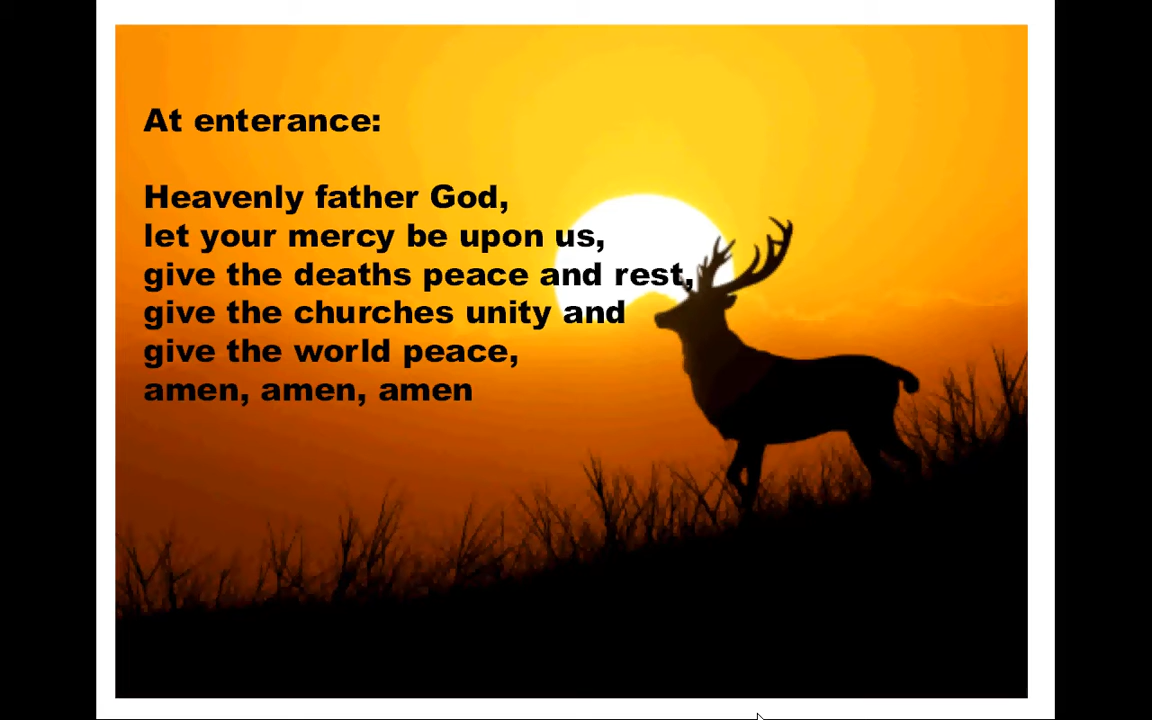 At enterance:
Heavenly father God,
let your mercy be upon us,
give the deaths peace and rest,
give the churches unity and
give the world peace,
amen, amen, amen